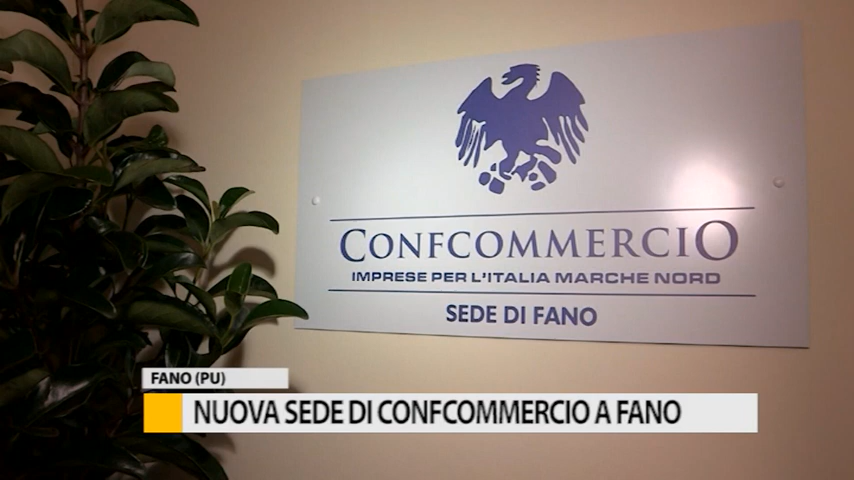 CONFCOMMERCIO
IMPRESE PER L'ITALIA MARCHE NORD
SEDE DI FANO
FANO (PU)
NUOVA SEDE DI CONFCOMMERCIO A FANO